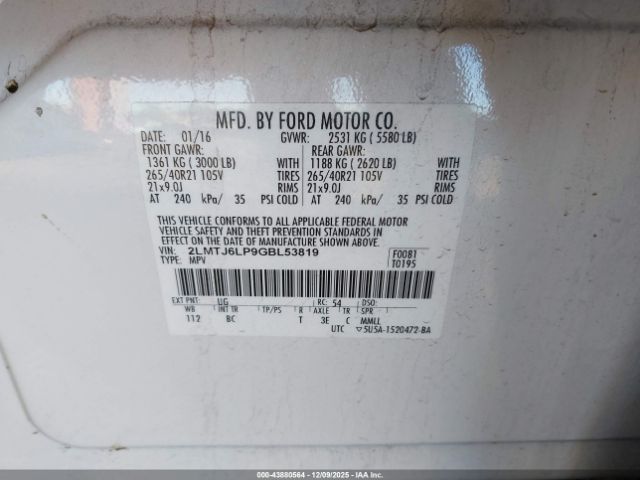 MFD. BY FORD MOTOR CO.
DATE: 01/16 GVWR: 2531 KG ( 5580 LB)
FRONT GAWR: REAR GAWR:
1361 KG ( 3000 LB) WITH 1188 KG ( 2620 LB) WITH
265/40R21 105V TIRES 265/40R21 105V TIRES
21x9.0J RIMS 21x9.0J RIMS
AT 240 kPa/ 35 PSI COLD AT 240 kPa/ 35 PSI COLD
THIS VEHICLE CONFORMS TO ALL APPLICABLE FEDERAL MOTOR
VEHICLE SAFETY AND THEFT PREVENTION STANDARDS IN
EFFECT ON THE DATE OF MANUFACTURE SHOWN ABOVE.
VIN: 2LMTJ6LP9GBL53819 F0081
TYPE: MPV T0195
EXT PNT: UG RC: 54 DSO:
WB INT TR TP/PS R AXLE TR SPR
112 BC T 3E C MMLL
UTC ▽5U5A-1520472-BA
000-43880564 | 12/09/2025 - IAA Inc.